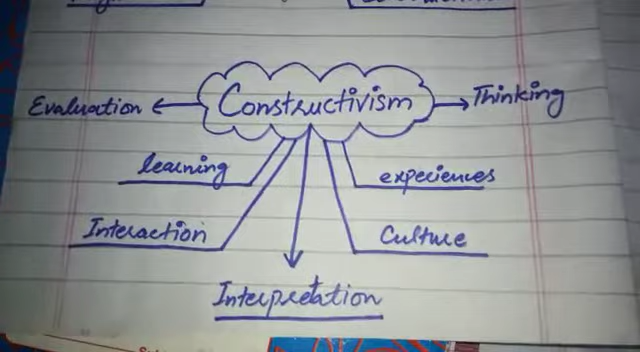 Constructivism
Evaluation
Thinking
learning
experiences
Interaction
Culture
Interpretation